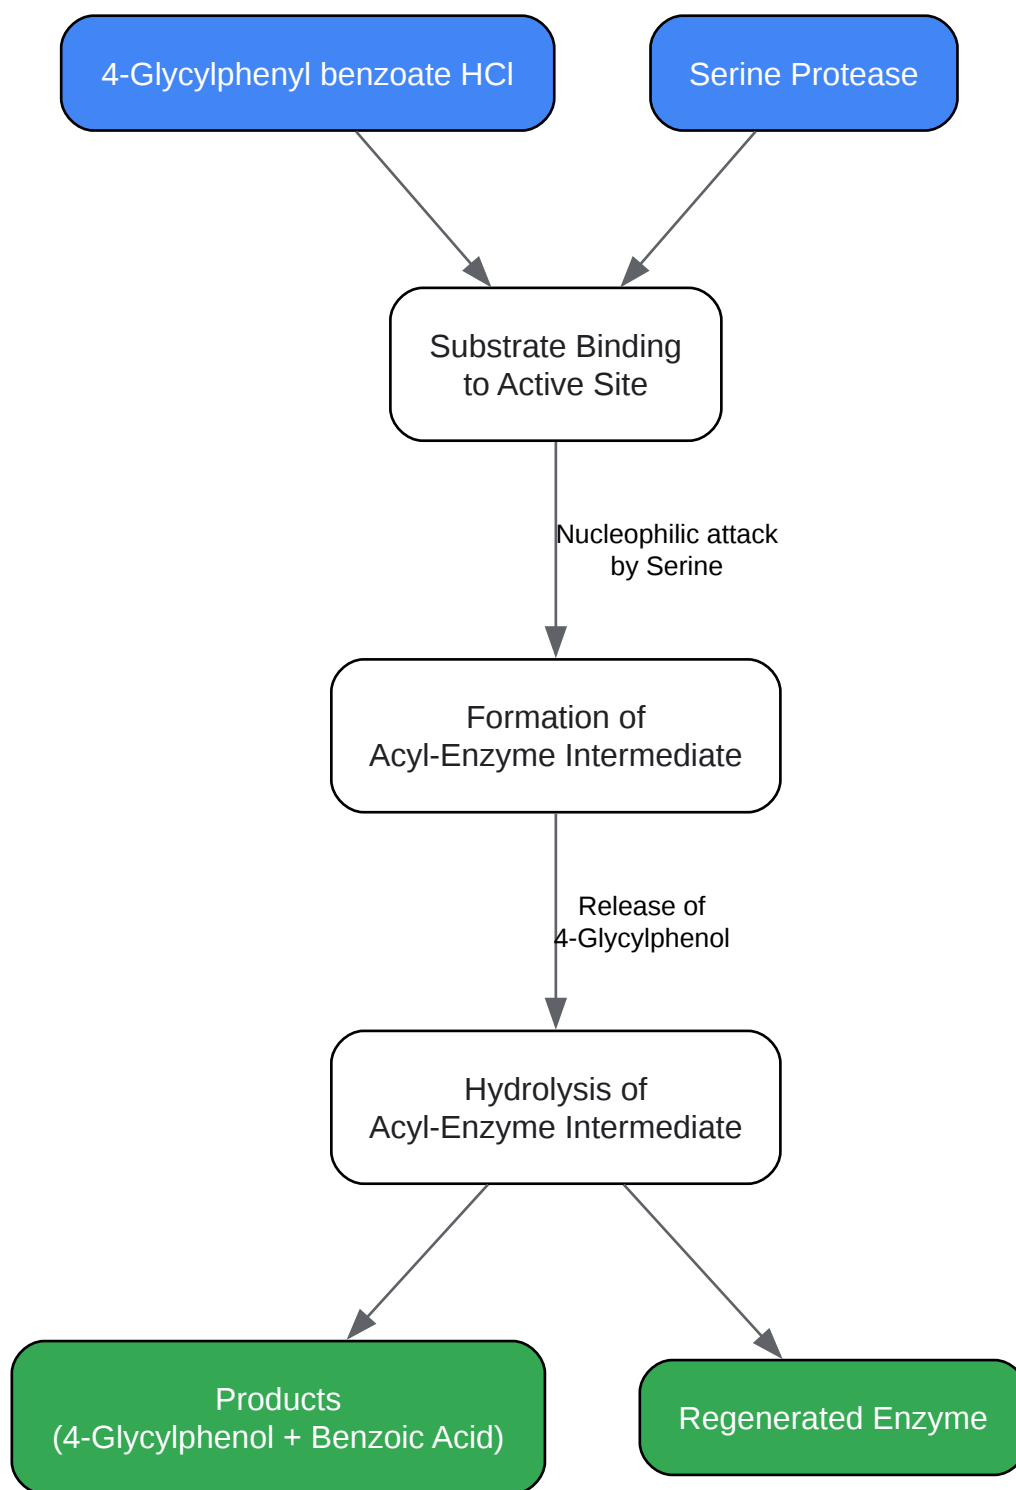 4-Glycylphenyl benzoate HCl
Serine Protease
Substrate Binding
to Active Site
Nucleophilic attack
by Serine
Formation of
Acyl-Enzyme Intermediate
Release of
4-Glycylphenol
Hydrolysis of
Acyl-Enzyme Intermediate
Products
(4-Glycylphenol + Benzoic Acid)
Regenerated Enzyme